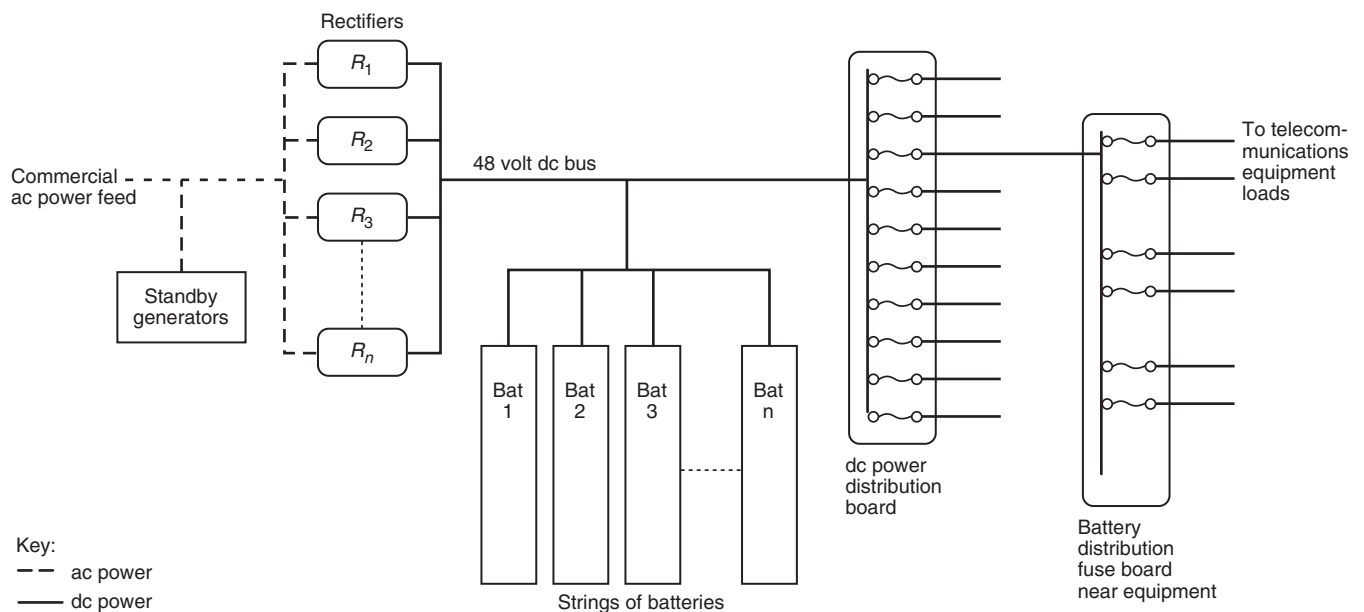 Rectifiers
R1
R2
R3
Rn
Commercial
ac power feed
Standby
generators
48 volt dc bus
Bat
1
Bat
2
Bat
3
Bat
n
Strings of batteries
dc power
distribution
board
To telecom-
munications
equipment
loads
Battery
distribution
fuse board
near equipment
Key:
ac power
dc power